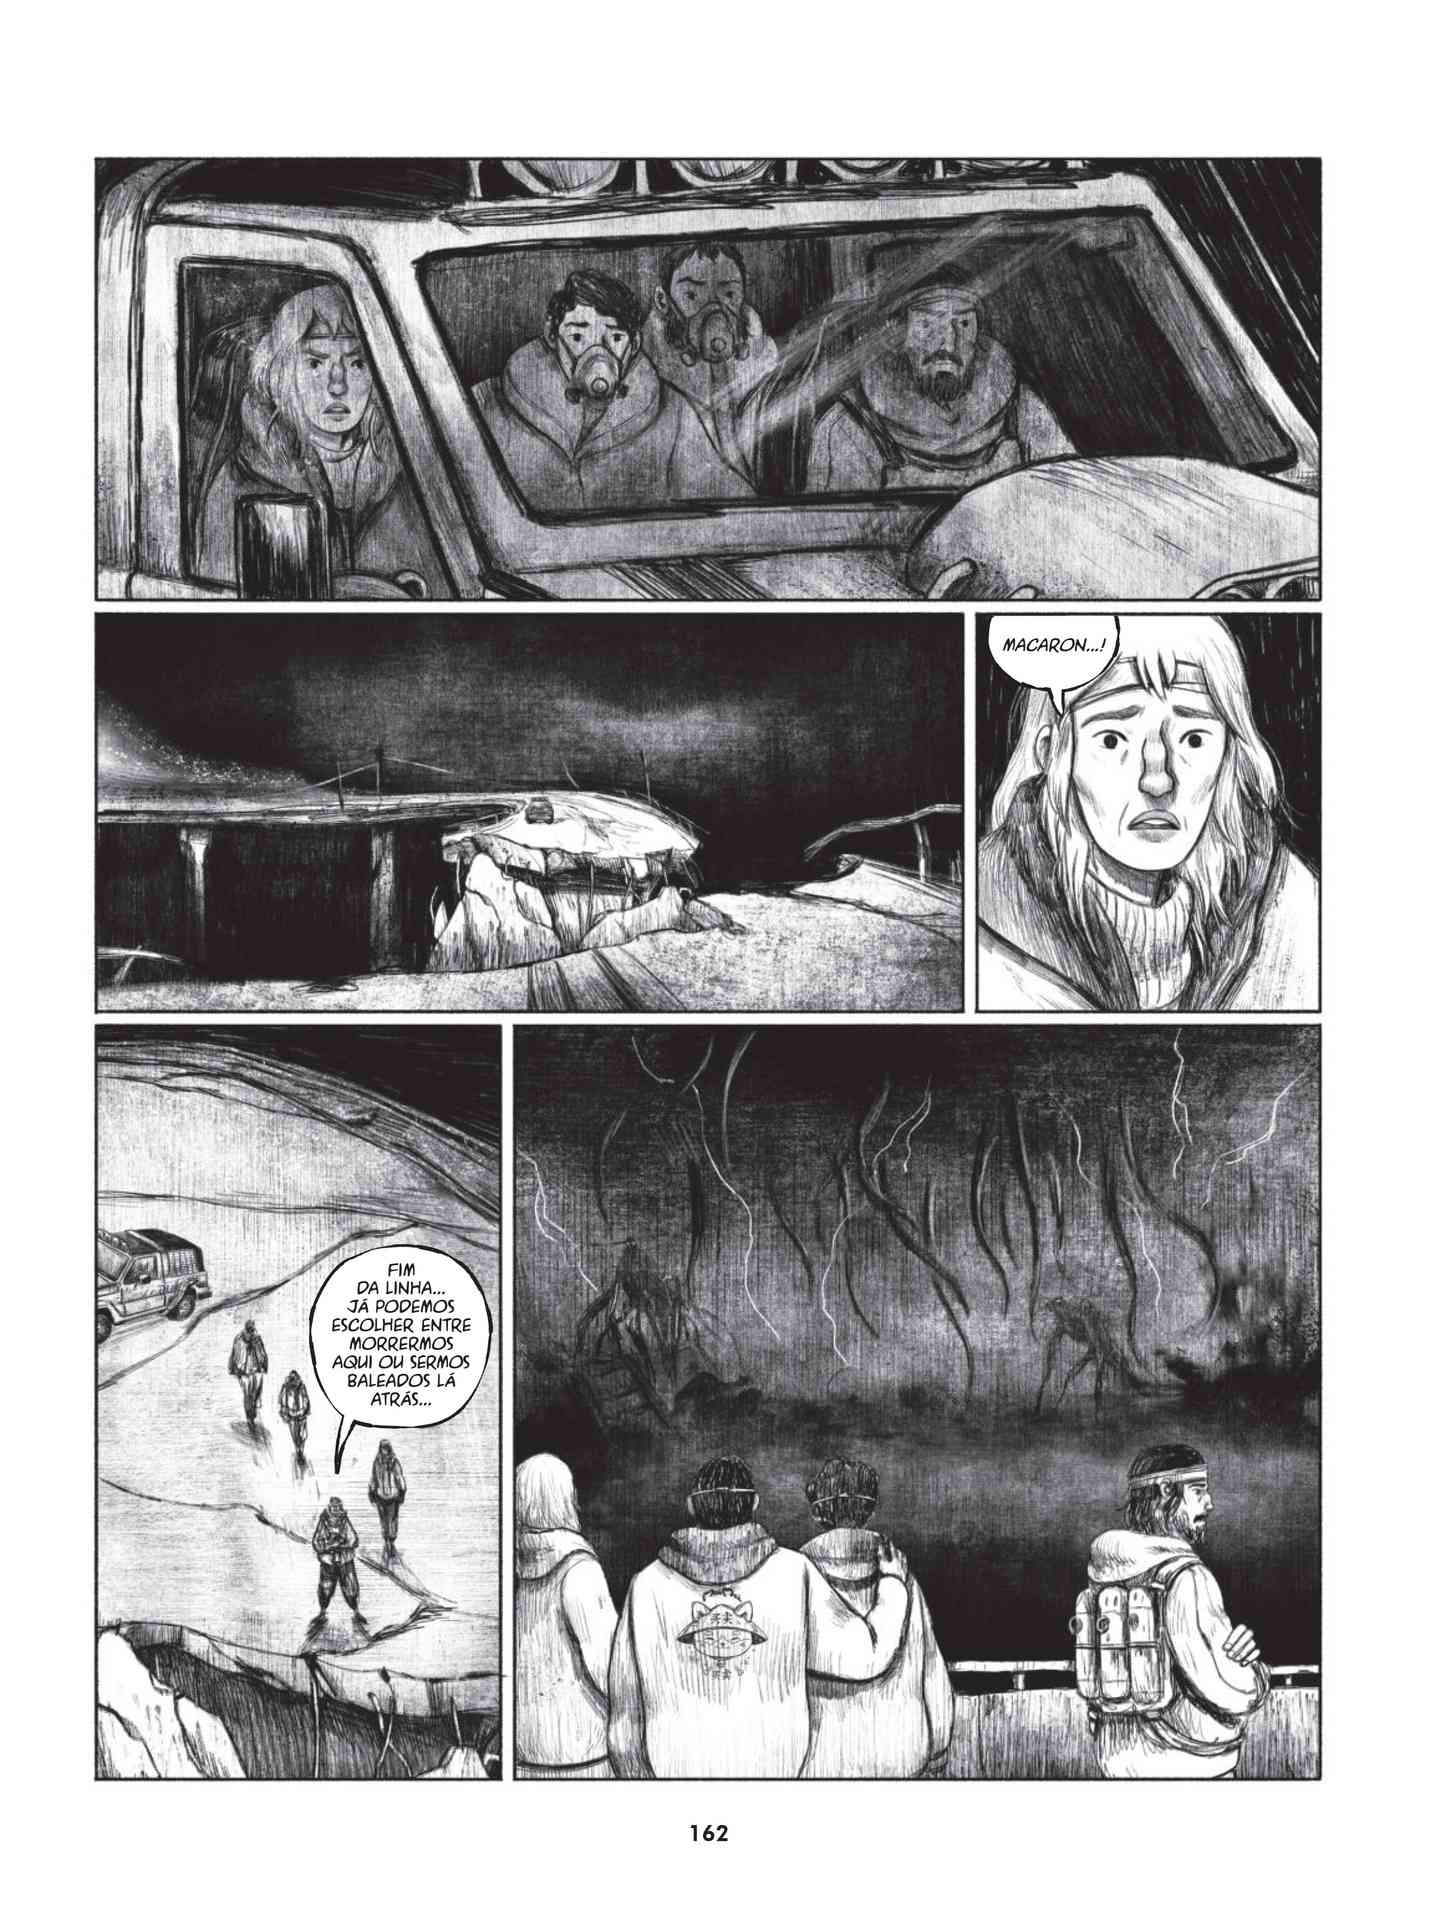 MACARON...!
FIM
DA LINHA...
JÁ PODEMOS
ESCOLHER ENTRE
MORRERMOS
AQUI OU SERMOS
BALEADOS LÁ
ATRÁS...
162